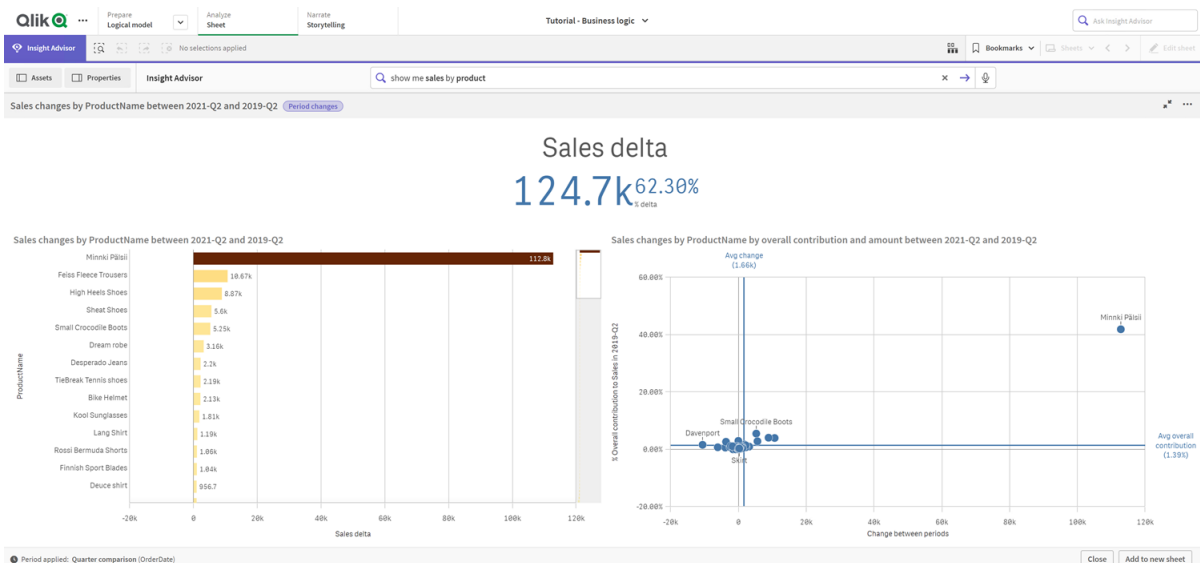 Qlik
Prepare
Logical model
Analyze
Sheet
Narrate
Storytelling
Tutorial - Business logic
Ask Insight Advisor
Insight Advisor
No selections applied
Bookmarks
Sheets
Edit sheet
Assets
Properties
Insight Advisor
show me sales by product
Sales changes by ProductName between 2021-Q2 and 2019-Q2
Period changes
Sales delta
124.7k
62.30%
% delta
Sales changes by ProductName between 2021-Q2 and 2019-Q2
ProductName
Minnki Pälsii
112.8k
Feiss Fleece Trousers
10.67k
High Heels Shoes
8.87k
Sheat Shoes
5.6k
Small Crocodile Boots
5.25k
Dream robe
3.16k
Desperado Jeans
2.2k
TieBreak Tennis shoes
2.19k
Bike Helmet
2.13k
Kool Sunglasses
1.81k
Lang Shirt
1.19k
Rossi Bermuda Shorts
1.06k
Finnish Sport Blades
1.04k
Deuce shirt
956.7
-20k 0 20k 40k 60k 80k 100k 120k
Sales delta
Sales changes by ProductName by overall contribution and amount between 2021-Q2 and 2019-Q2
Avg change
(1.66k)
% Overall contribution to Sales in 2019-Q2
60.00%
40.00%
20.00%
0.00%
-20.00%
Minnki Pälsii
Small Crocodile Boots
Davenport
Skirt
Avg overall
contribution
(1.39%)
-20k 0 20k 40k 60k 80k 100k 120k
Change between periods
Period applied: Quarter comparison (OrderDate)
Close
Add to new sheet